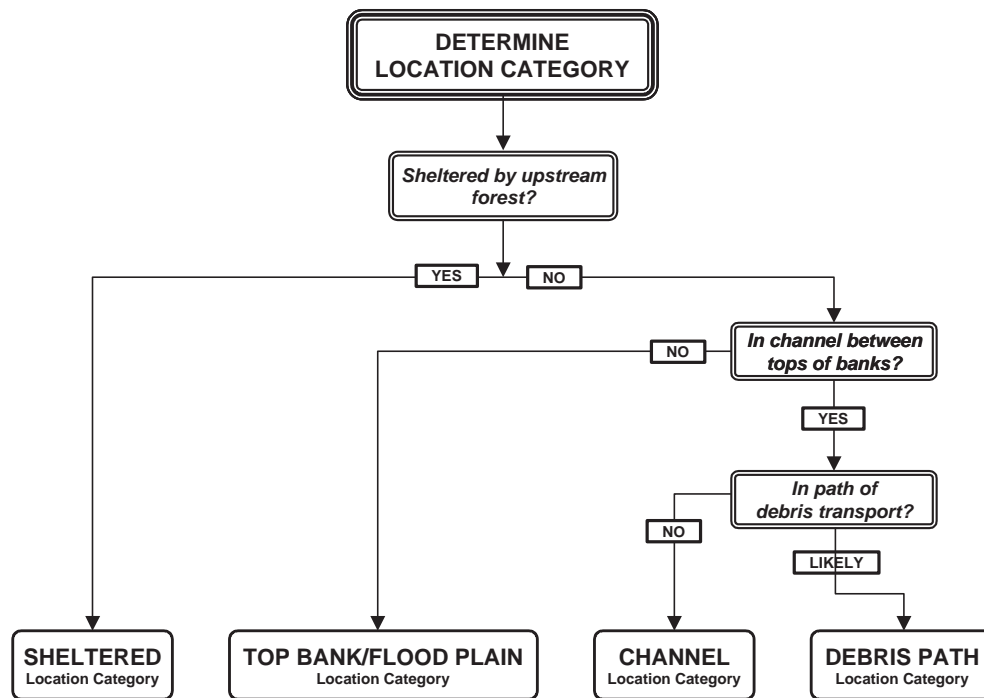 DETERMINE
LOCATION CATEGORY
Sheltered by upstream
forest?
YES
NO
In channel between
tops of banks?
NO
YES
In path of
debris transport?
NO
LIKELY
SHELTERED
Location Category
TOP BANK/FLOOD PLAIN
Location Category
CHANNEL
Location Category
DEBRIS PATH
Location Category